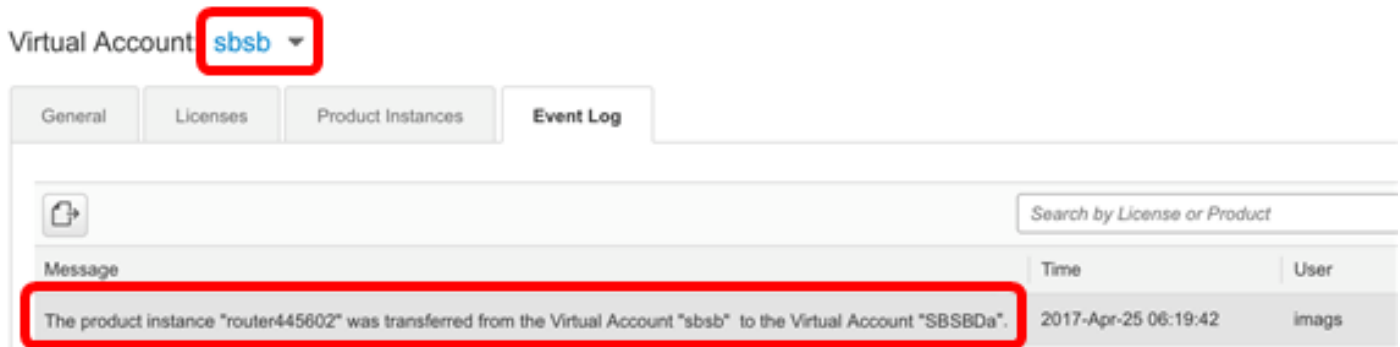 Virtual Account: sbsb
General Licenses Product Instances Event Log
Search by License or Product
Message Time User
The product instance "router445602" was transferred from the Virtual Account "sbsb" to the Virtual Account "SBSBDa". 2017-Apr-25 06:19:42 imags